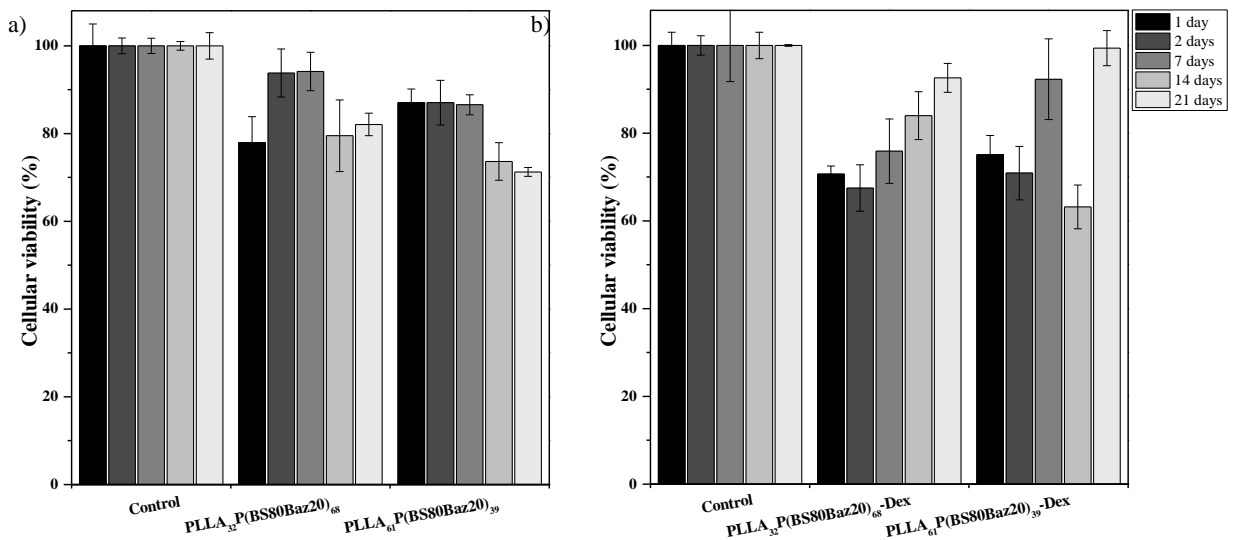 a)
Cellular viability (%)
100
80
60
40
20
0
Control
PLLA₃₂P(BS80Baz20)₆₈
PLLA₆₁P(BS80Baz20)₃₉
b)
Cellular viability (%)
100
80
60
40
20
0
Control
PLLA₃₂P(BS80Baz20)₆₈-Dex
PLLA₆₁P(BS80Baz20)₃₉-Dex
1 day
2 days
7 days
14 days
21 days